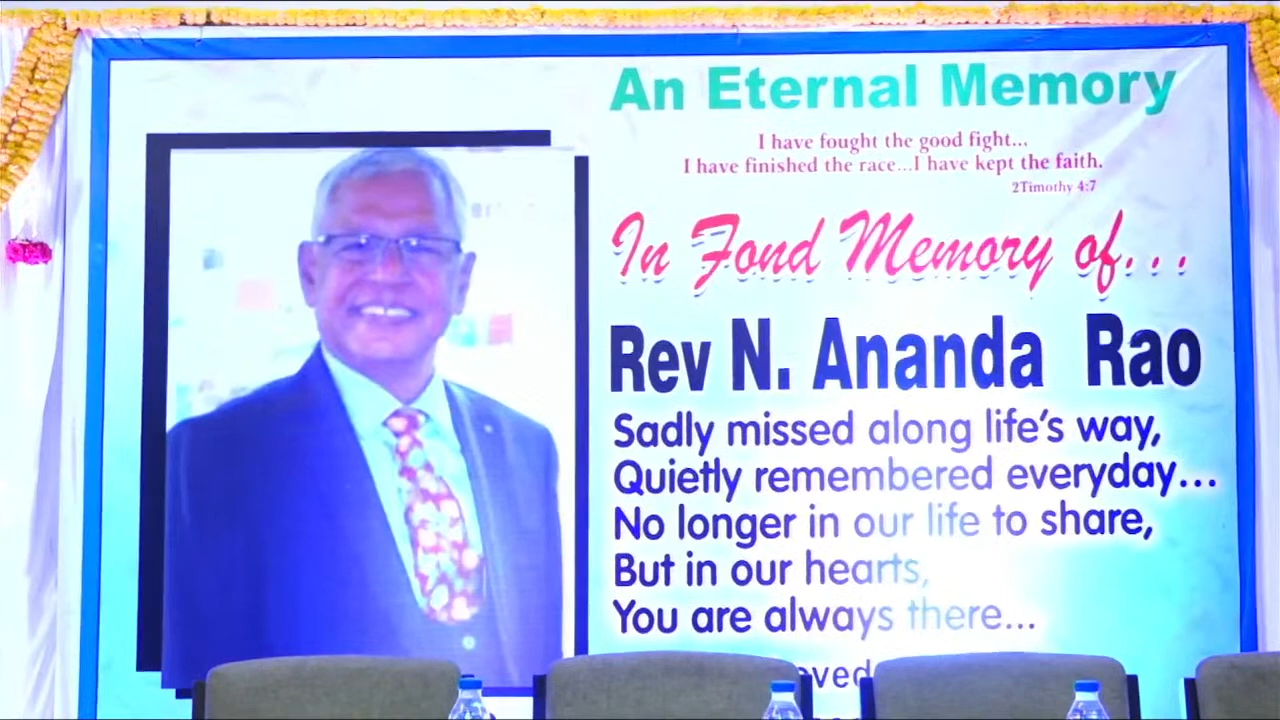 An Eternal Memory
I have fought the good fight...
I have finished the race...I have kept the faith.
2Timothy 4:7
In Fond Memory of...
Rev N. Ananda Rao
Sadly missed along life's way,
Quietly remembered everyday...
No longer in our life to share,
But in our hearts,
You are always there...